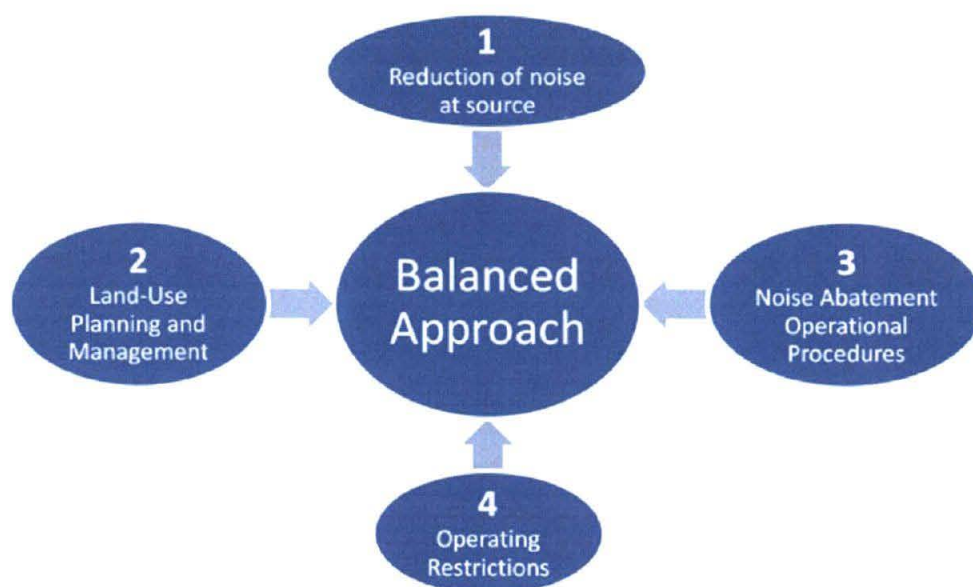 1
Reduction of noise
at source
2
Land-Use
Planning and
Management
Balanced
Approach
3
Noise Abatement
Operational
Procedures
4
Operating
Restrictions